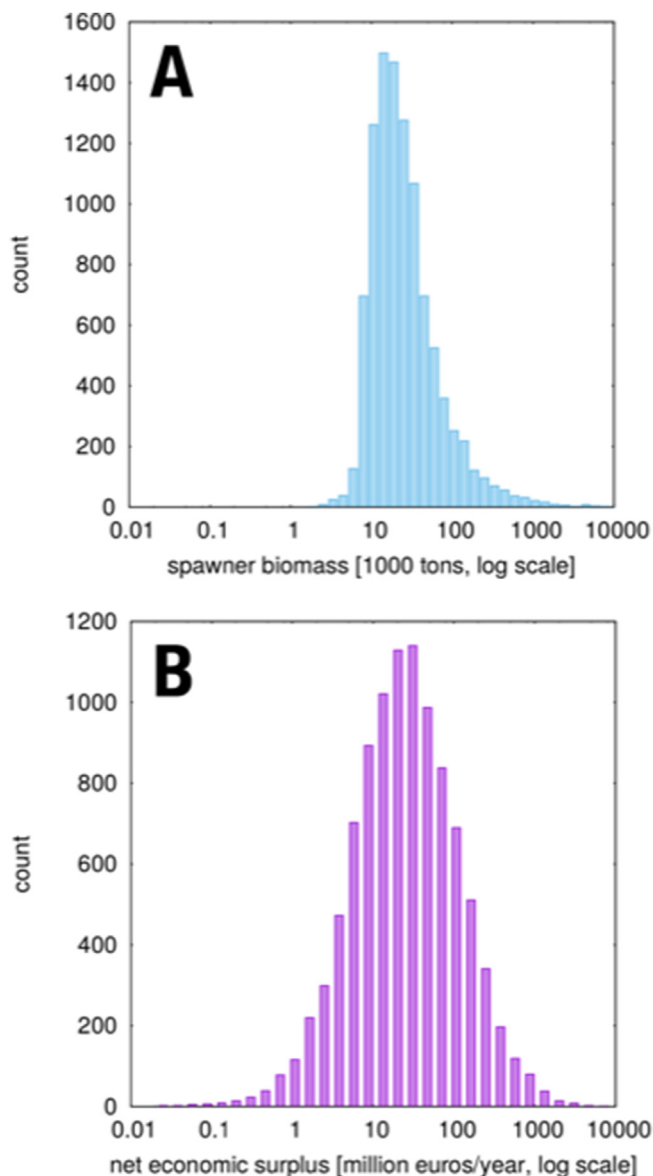 A
1600
1400
1200
1000
800
600
400
200
0
count
0.01 0.1 1 10 100 1000 10000
spawner biomass [1000 tons, log scale]
B
1200
1000
800
600
400
200
0
count
0.01 0.1 1 10 100 1000 10000
net economic surplus [million euros/year, log scale]